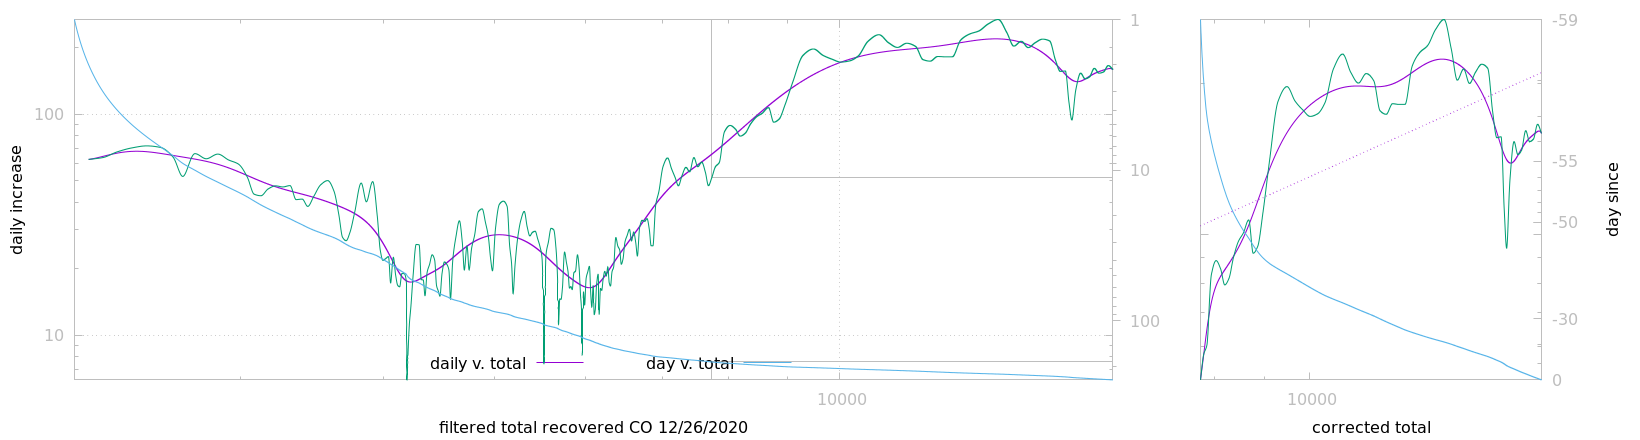 daily increase
100
10
daily v. total
day v. total
10000
1
10
100
filtered total recovered CO 12/26/2020
-59
-55
-50
-30
0
day since
10000
corrected total